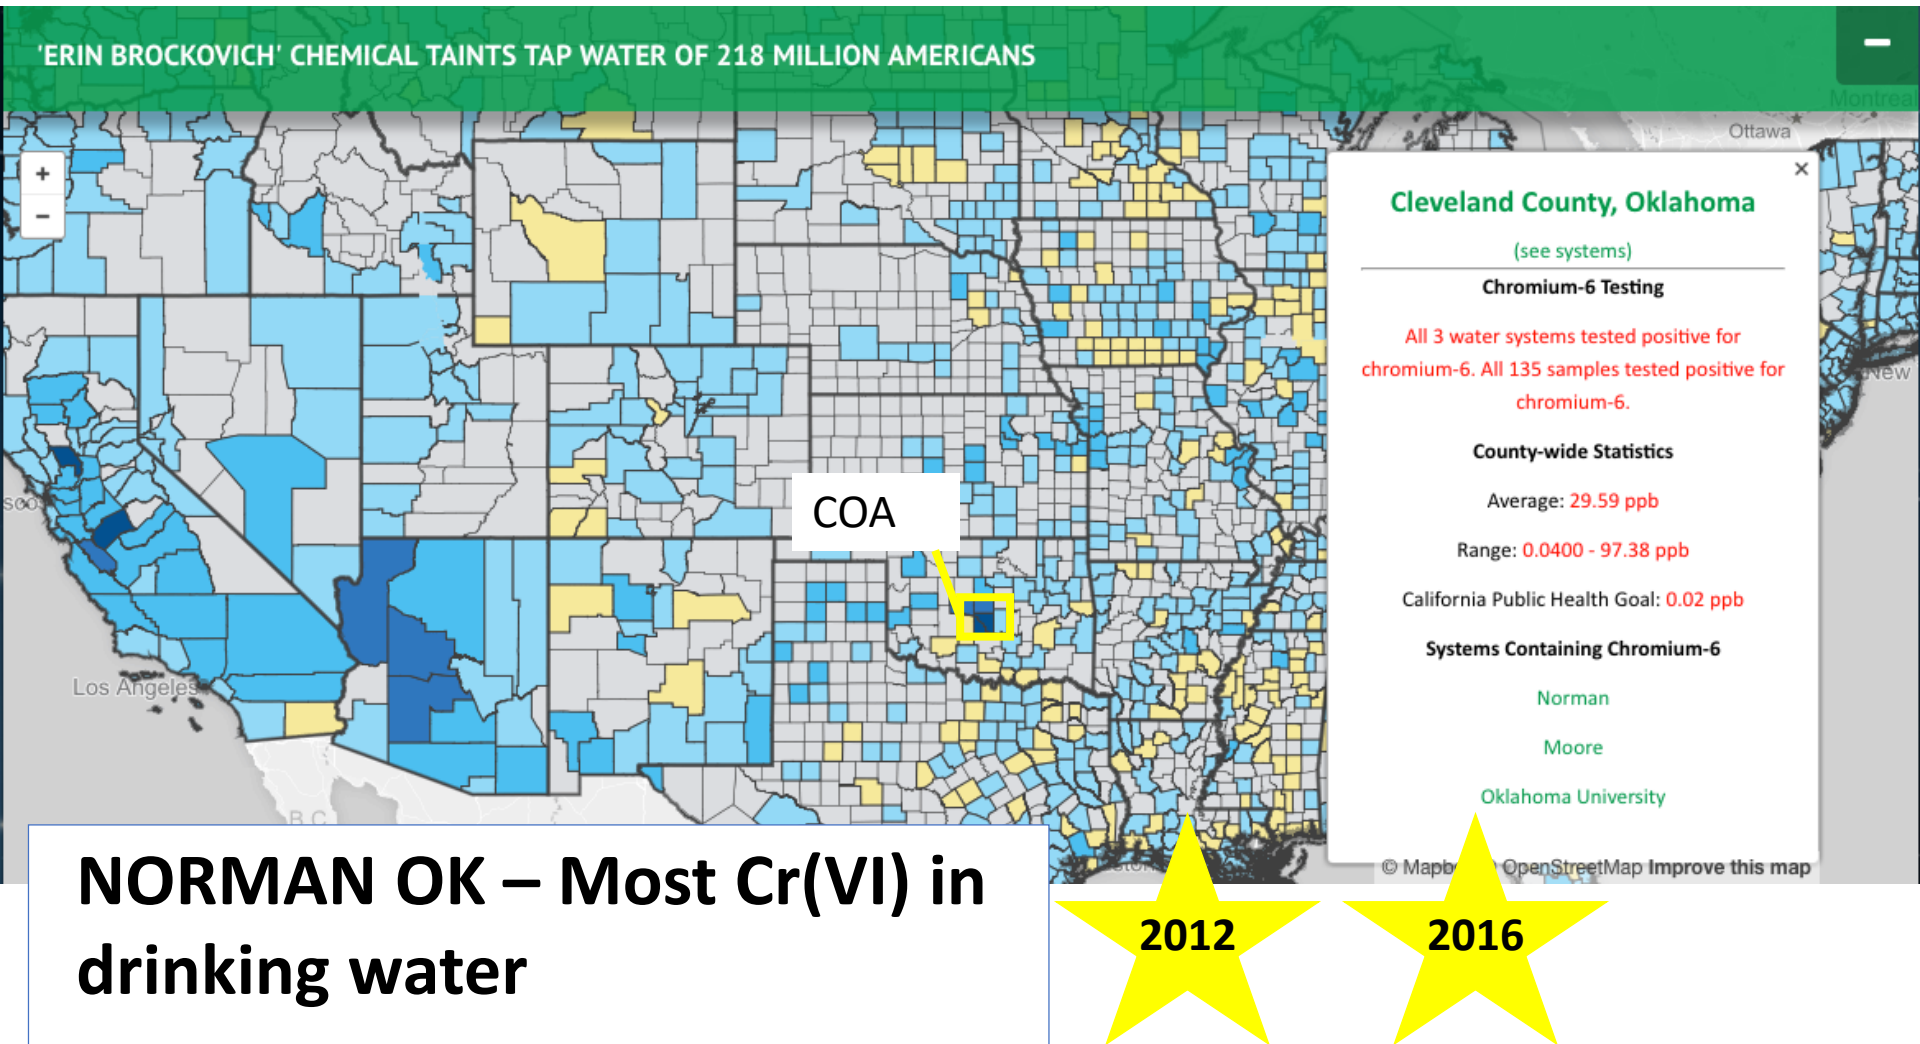 'ERIN BROCKOVICH' CHEMICAL TAINTS TAP WATER OF 218 MILLION AMERICANS
Montreal
Ottawa
+
−
×
Cleveland County, Oklahoma
(see systems)
Chromium-6 Testing
All 3 water systems tested positive for
chromium-6. All 135 samples tested positive for
chromium-6.
County-wide Statistics
Average: 29.59 ppb
Range: 0.0400 - 97.38 ppb
California Public Health Goal: 0.02 ppb
Systems Containing Chromium-6
Norman
Moore
Oklahoma University
New
COA
Los Angeles
B.C.
OpenStreetMap Improve this map
NORMAN OK – Most Cr(VI) in
drinking water
2012
2016